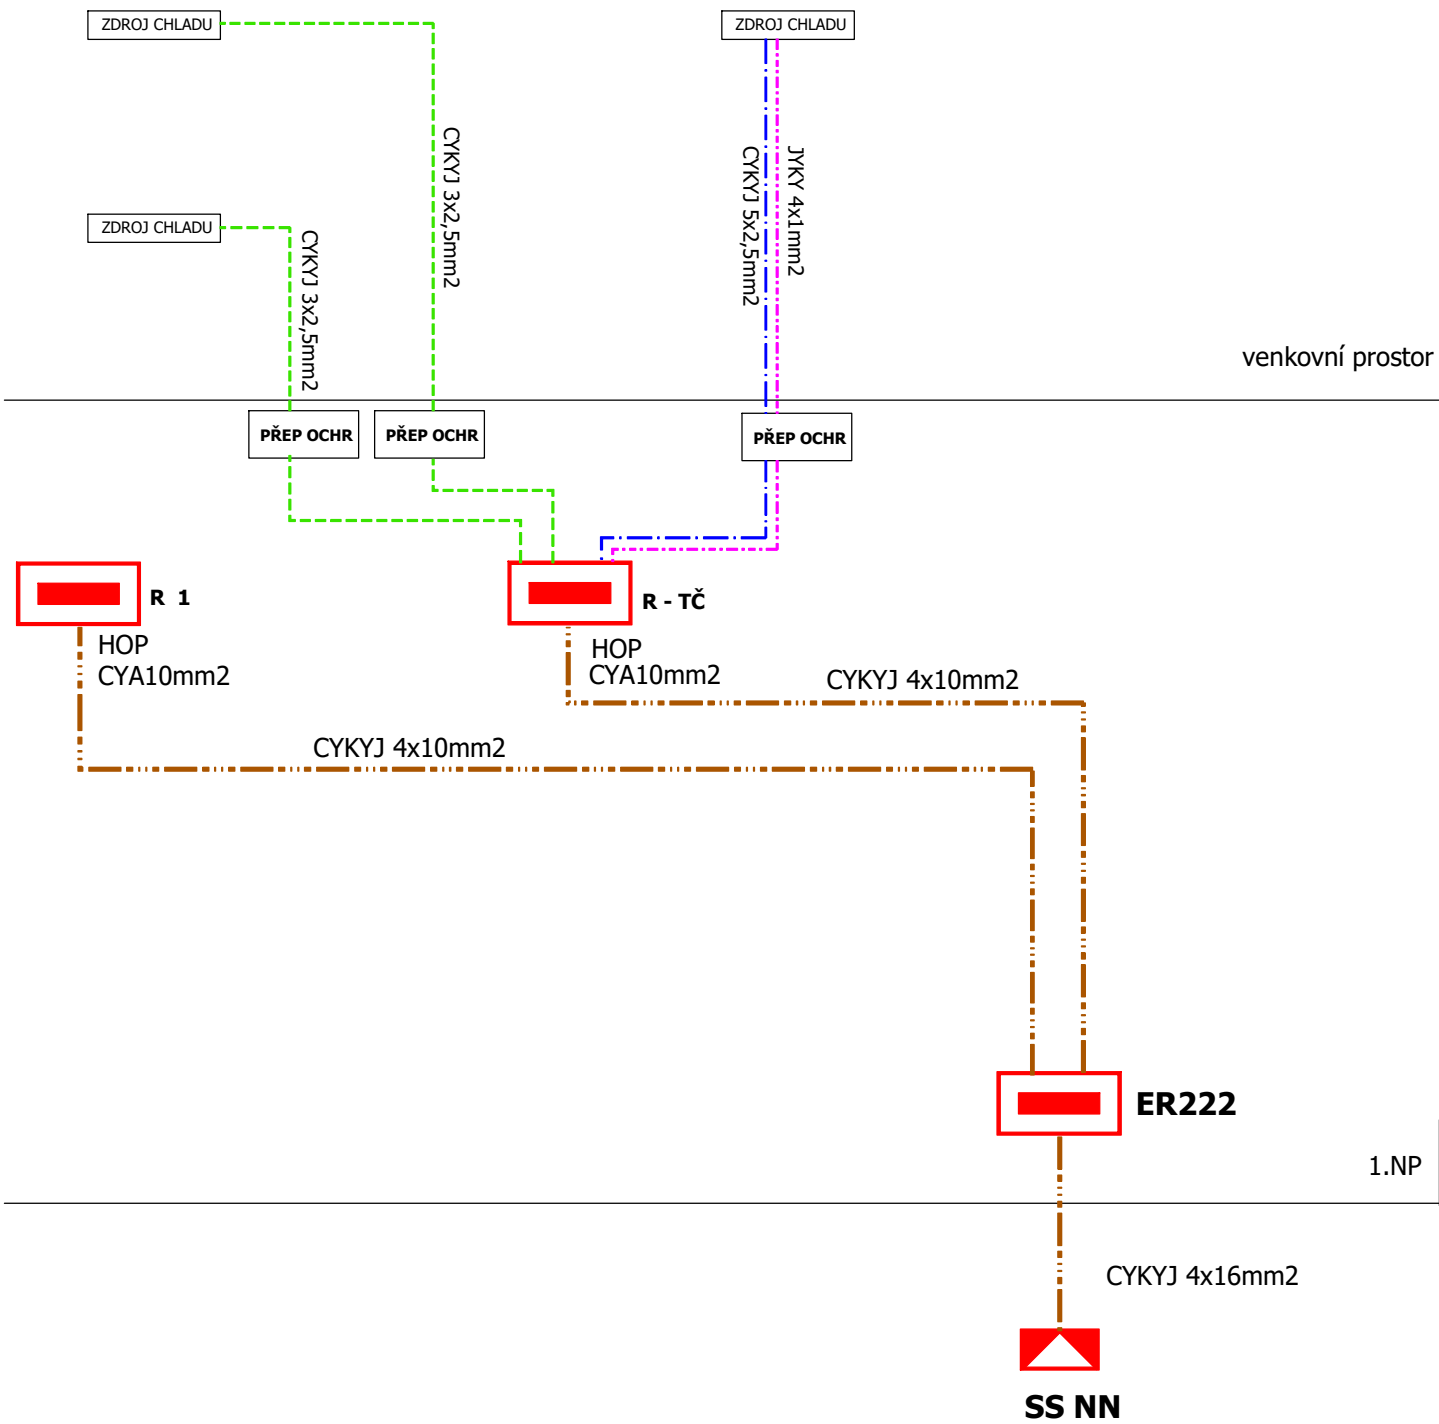 ZDROJ CHLADU
ZDROJ CHLADU
CYKYJ 3x2,5mm2
CYKYJ 5x2,5mm2
JYKY 4x1mm2
ZDROJ CHLADU
CYKYJ 3x2,5mm2
venkovní prostor
PŘEP OCHR
PŘEP OCHR
PŘEP OCHR
R 1
R - TČ
HOP
CYA10mm2
HOP
CYA10mm2
CYKYJ 4x10mm2
CYKYJ 4x10mm2
ER222
1.NP
CYKYJ 4x16mm2
SS NN